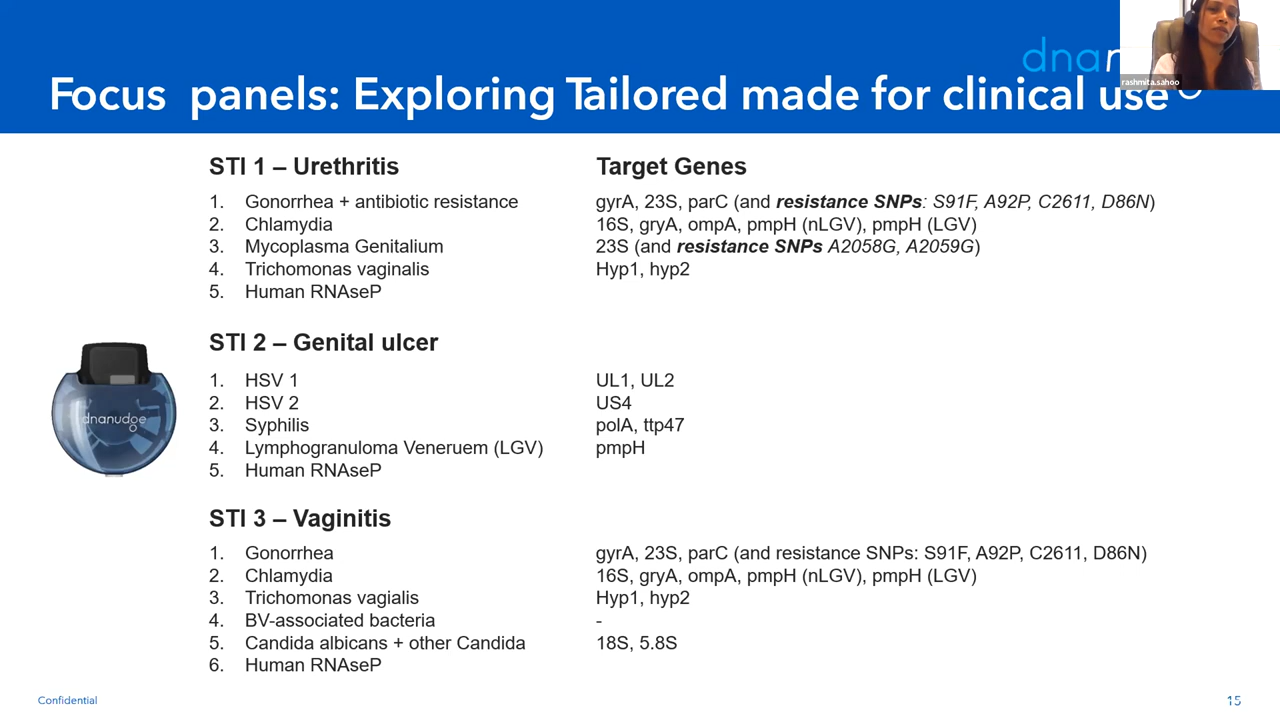 dna
rashmita.sahoo
Focus panels: Exploring Tailored made for clinical use
STI 1 – Urethritis Target Genes
1. Gonorrhea + antibiotic resistance gyrA, 23S, parC (and resistance SNPs: S91F, A92P, C2611, D86N)
2. Chlamydia 16S, gryA, ompA, pmpH (nLGV), pmpH (LGV)
3. Mycoplasma Genitalium 23S (and resistance SNPs A2058G, A2059G)
4. Trichomonas vaginalis Hyp1, hyp2
5. Human RNAseP
STI 2 – Genital ulcer
1. HSV 1 UL1, UL2
2. HSV 2 US4
3. Syphilis polA, ttp47
4. Lymphogranuloma Veneruem (LGV) pmpH
5. Human RNAseP
dnanudge
STI 3 – Vaginitis
1. Gonorrhea gyrA, 23S, parC (and resistance SNPs: S91F, A92P, C2611, D86N)
2. Chlamydia 16S, gryA, ompA, pmpH (nLGV), pmpH (LGV)
3. Trichomonas vagialis Hyp1, hyp2
4. BV-associated bacteria -
5. Candida albicans + other Candida 18S, 5.8S
6. Human RNAseP
Confidential 15